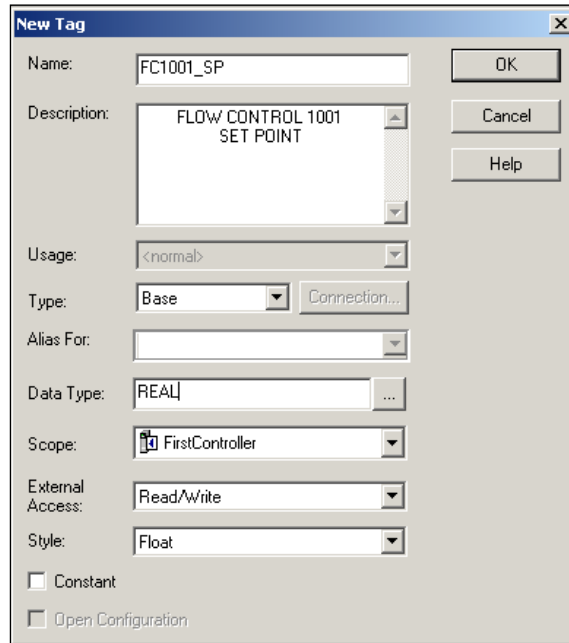 New Tag
Name:
FC1001_SP
OK
Description:
FLOW CONTROL 1001
SET POINT
Cancel
Help
Usage:
<normal>
Type:
Base
Connection...
Alias For:
Data Type:
REAL
...
Scope:
FirstController
External
Access:
Read/Write
Style:
Float
Constant
Open Configuration